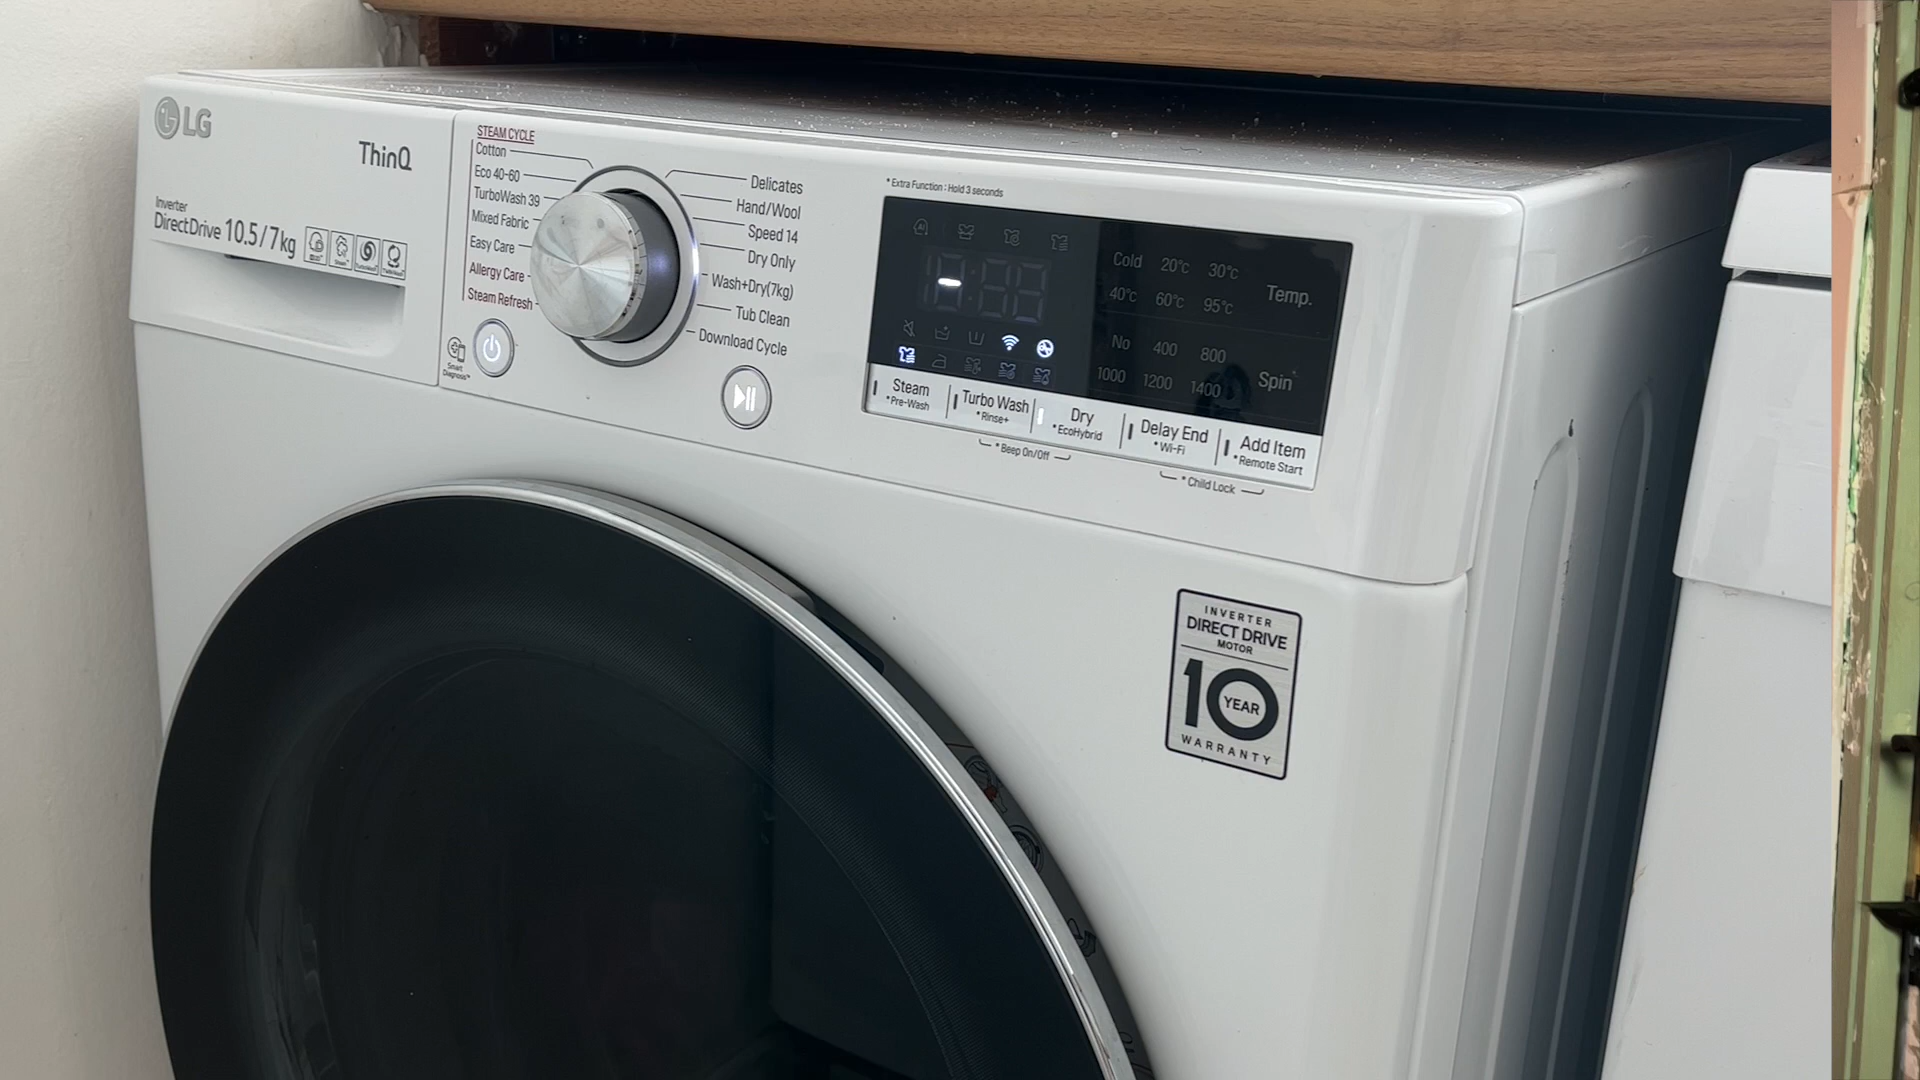 LG
ThinQ
Inverter
DirectDrive 10.5/7kg
Steam™
TurboWash™
STEAM CYCLE
Cotton
Eco 40-60
TurboWash 39
Mixed Fabric
Easy Care
Allergy Care
Steam Refresh
Smart
Diagnosis™
Delicates
Hand/Wool
Speed 14
Dry Only
Wash+Dry(7kg)
Tub Clean
Download Cycle
* Extra Function : Hold 3 seconds
Cold 20°c 30°c
40°c 60°c 95°c
Temp.
No 400 800
1000 1200 1400
Spin
Steam
*Pre-Wash
Turbo Wash
*Rinse+
Dry
*EcoHybrid
Delay End
*Wi-Fi
Add Item
*Remote Start
* Beep On/Off
* Child Lock
INVERTER
DIRECT DRIVE
MOTOR
10 YEAR
WARRANTY